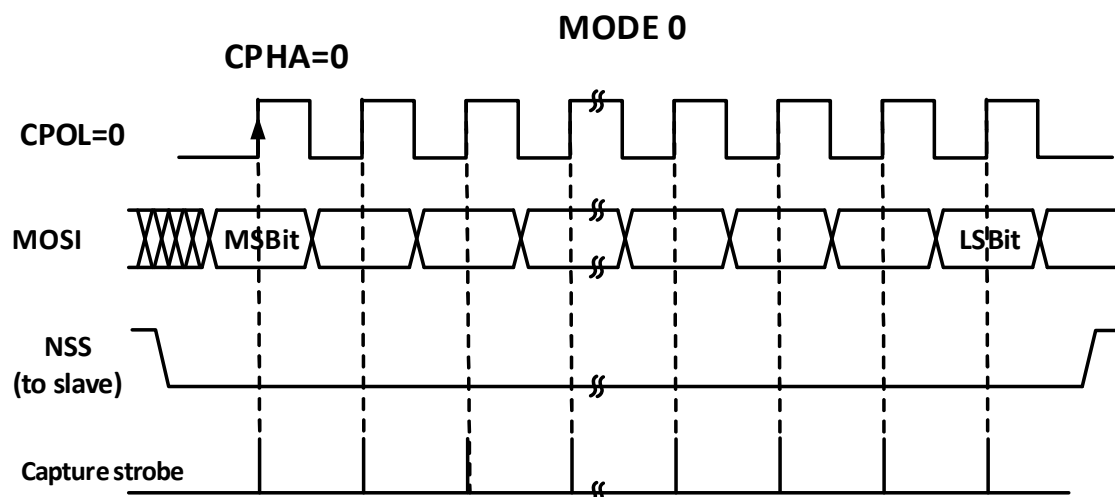 MODE 0
CPHA=0
CPOL=0
MOSI
MSBit
LSBit
NSS
(to slave)
Capture strobe